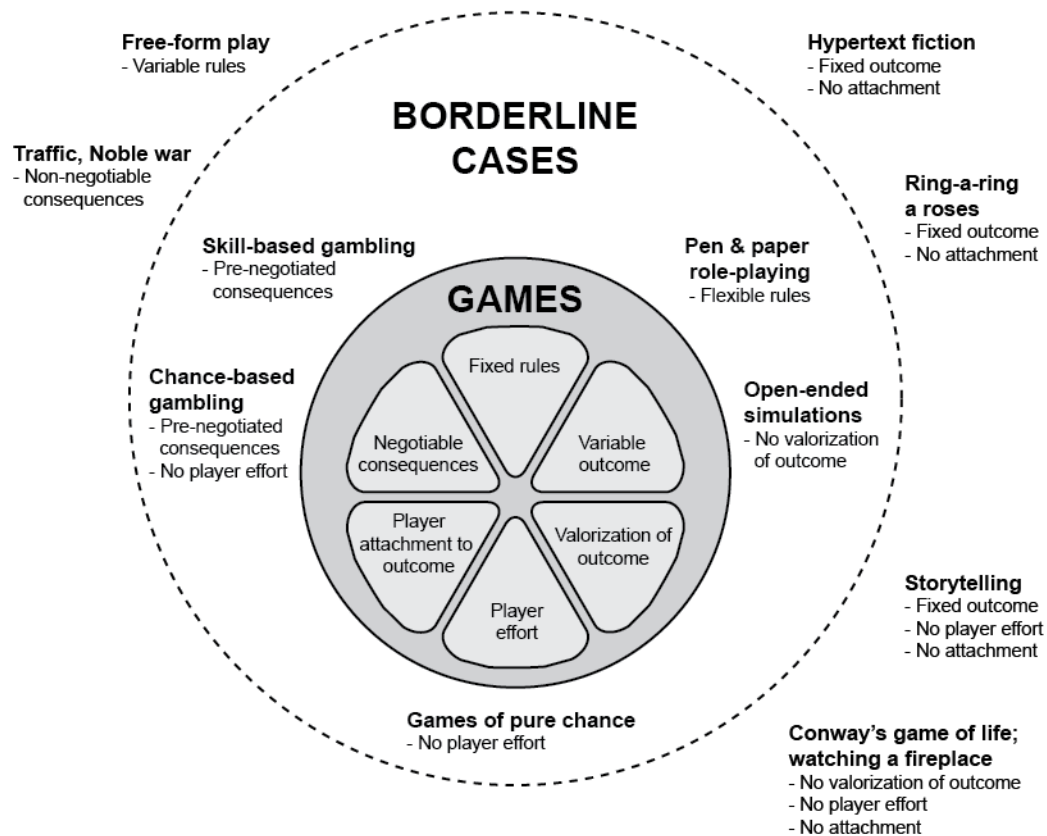 Free-form play
- Variable rules
Hypertext fiction
- Fixed outcome
- No attachment
BORDERLINE
CASES
Traffic, Noble war
- Non-negotiable
consequences
Ring-a-ring
a roses
- Fixed outcome
- No attachment
Skill-based gambling
- Pre-negotiated
consequences
Pen & paper
role-playing
- Flexible rules
GAMES
Fixed rules
Chance-based
gambling
- Pre-negotiated
consequences
- No player effort
Negotiable
consequences
Variable
outcome
Open-ended
simulations
- No valorization
of outcome
Player
attachment to
outcome
Valorization of
outcome
Player
effort
Storytelling
- Fixed outcome
- No player effort
- No attachment
Games of pure chance
- No player effort
Conway’s game of life;
watching a fireplace
- No valorization of outcome
- No player effort
- No attachment